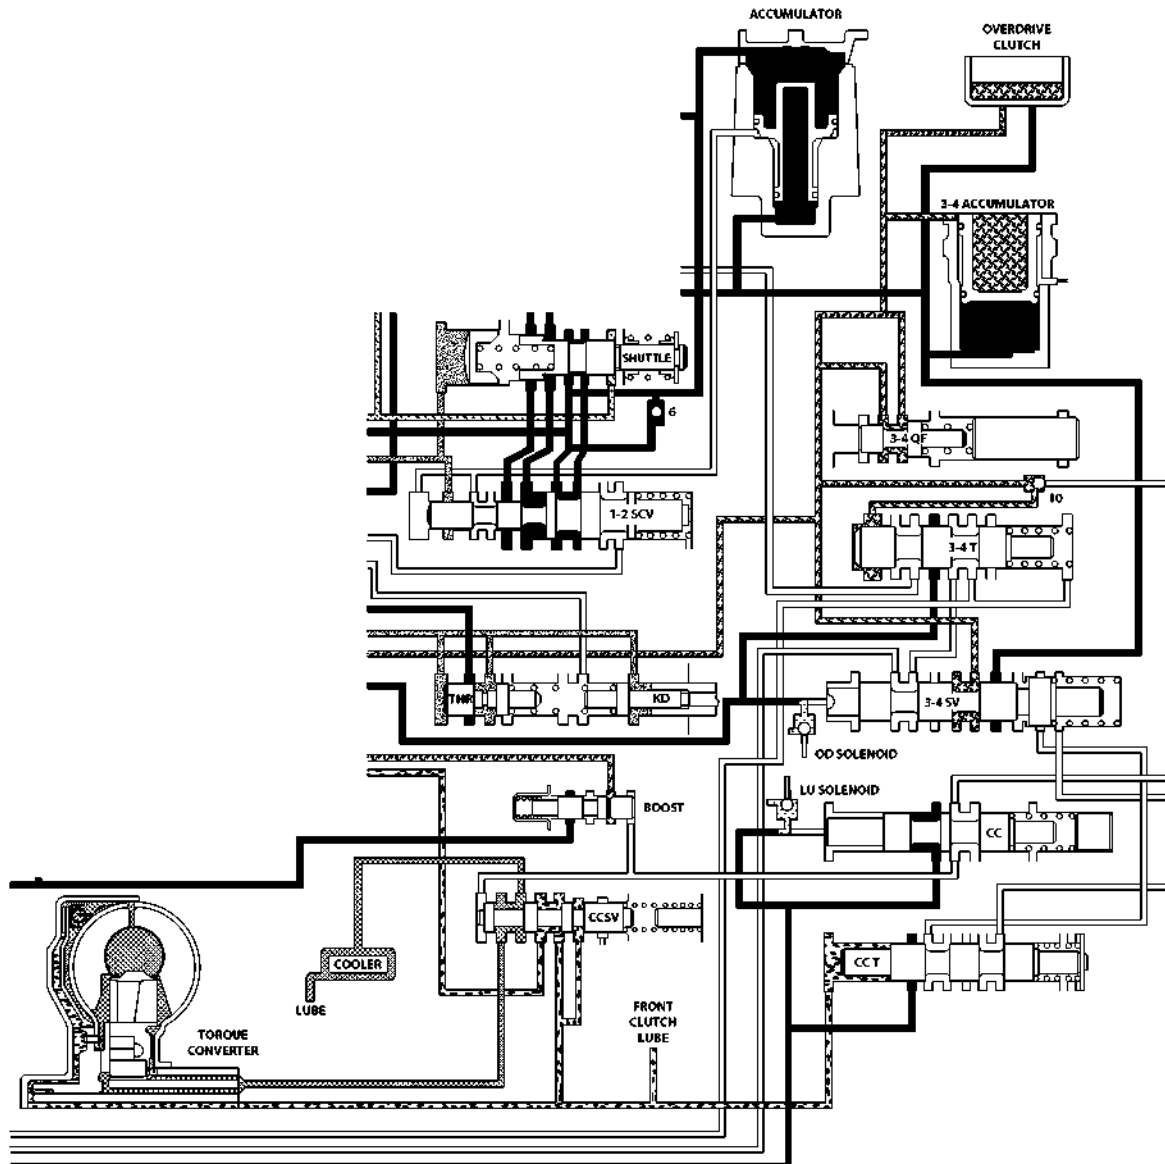 ACCUMULATOR
OVERDRIVE
CLUTCH
3-4 ACCUMULATOR
SHUTTLE
6
3-4 QF
10
1-2 SCV
3-4 T
THR
KD
3-4 SV
OD SOLENOID
LU SOLENOID
BOOST
CC
CCSV
COOLER
CC T
LUBE
FRONT
CLUTCH
LUBE
TORQUE
CONVERTER